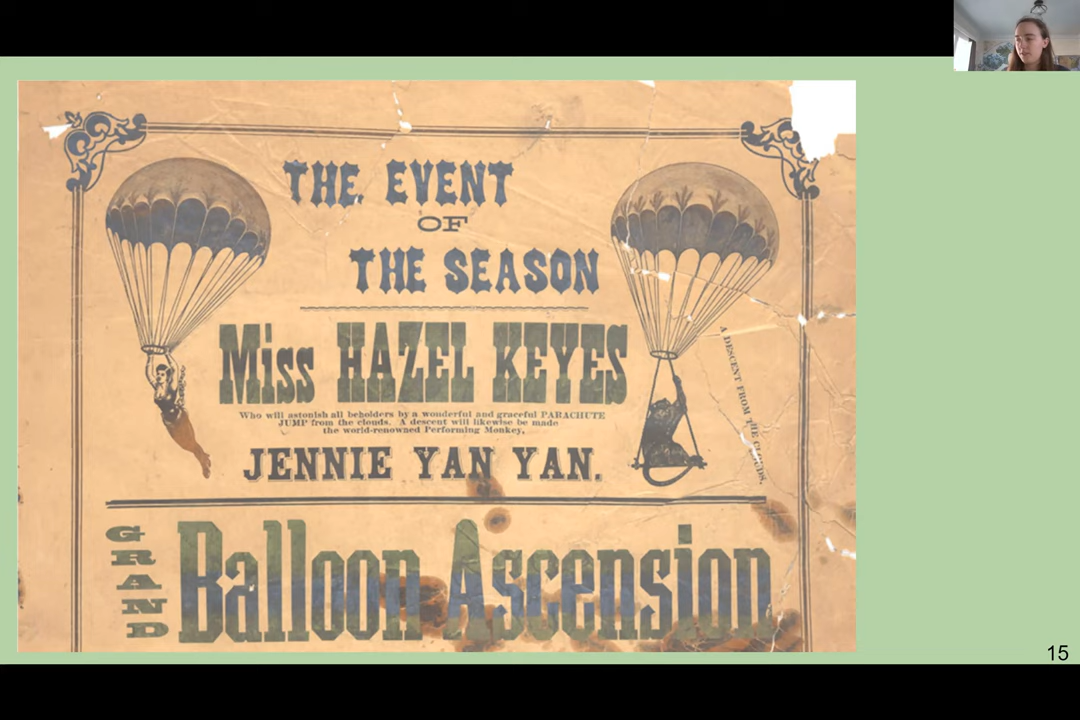 THE EVENT
OF
THE SEASON
Miss HAZEL KEYES
Who will astonish all beholders by a wonderful and graceful PARACHUTE
JUMP from the clouds. A descent will likewise be made
the world-renowned Performing Monkey,
JENNIE YAN YAN.
A DESCENT FROM THE CLOUDS.
GRAND
Balloon Ascension
15